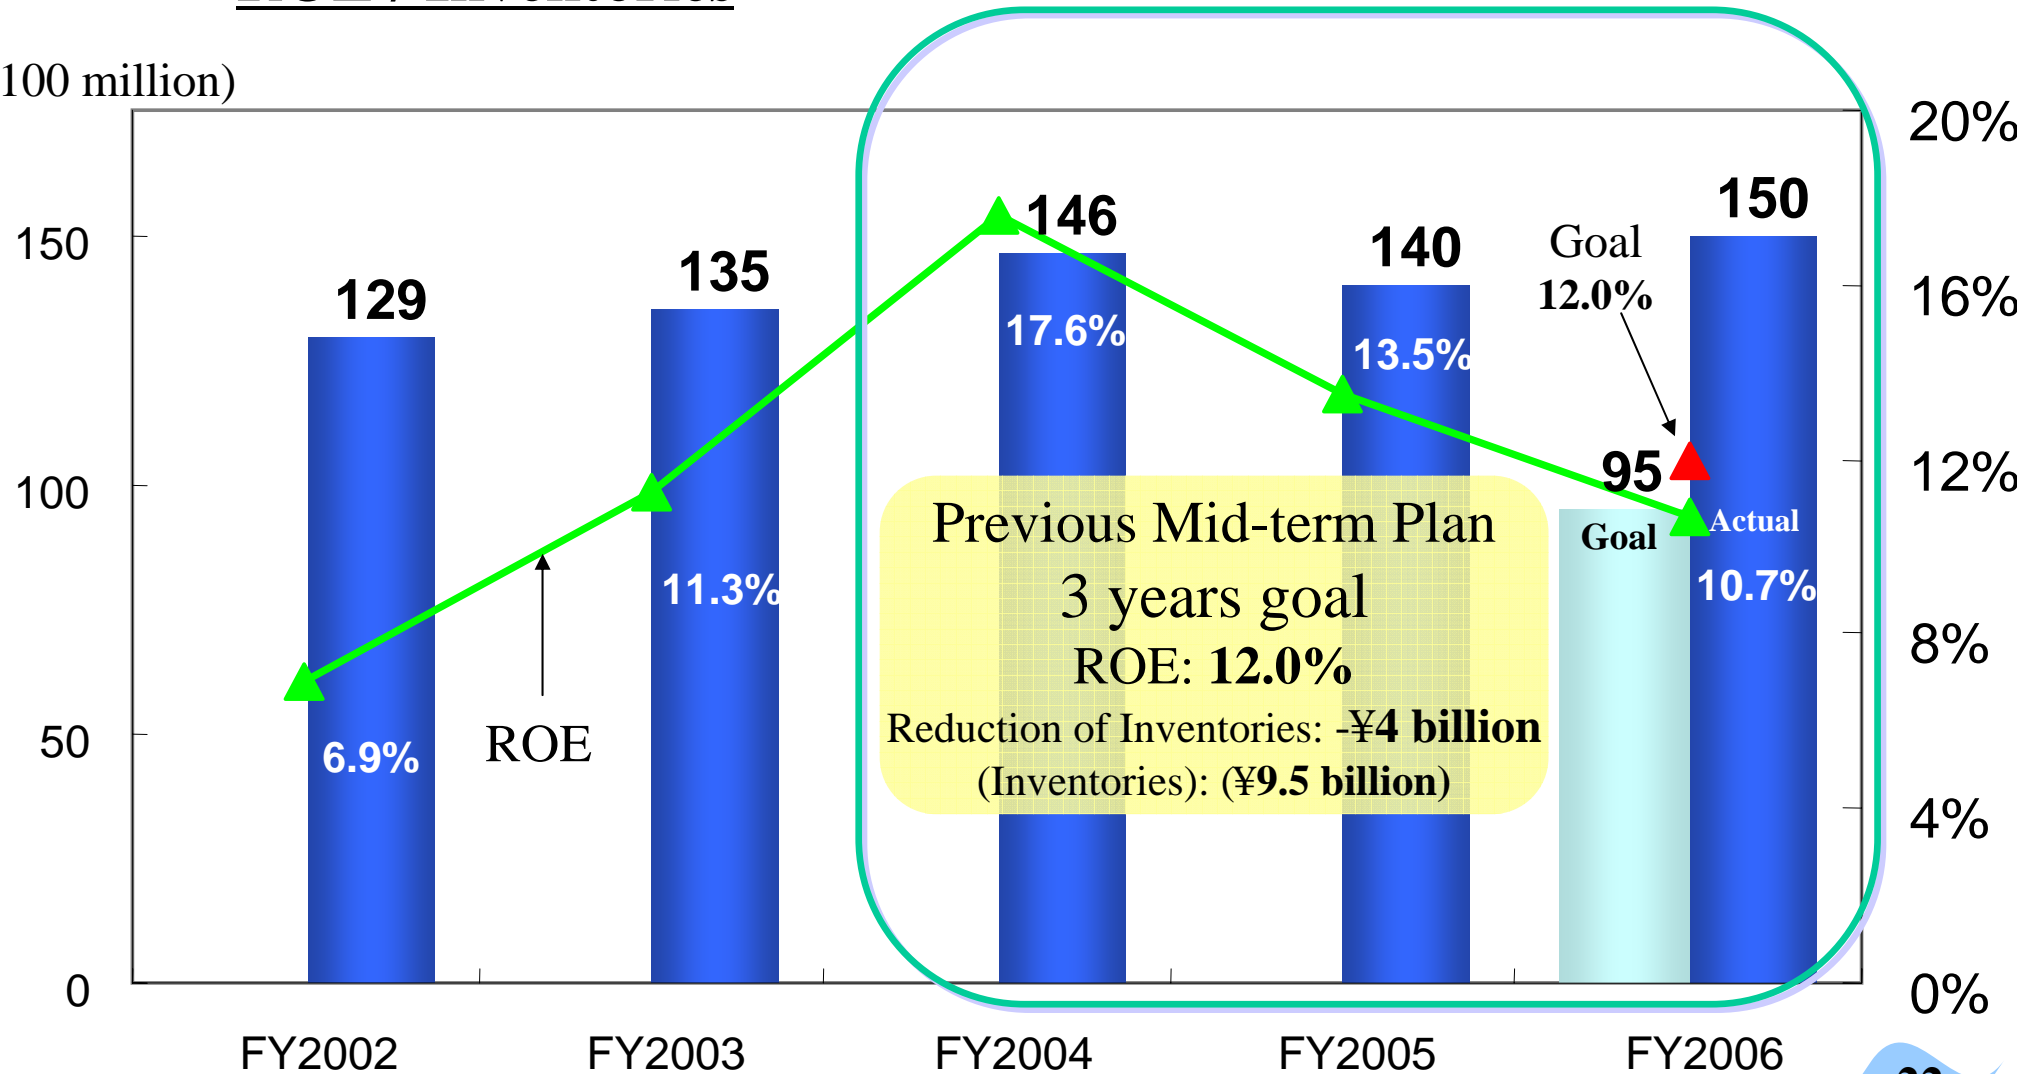 100 million)
150
100
50
0
20%
16%
12%
8%
4%
0%
129
135
146
140
150
95
6.9%
11.3%
17.6%
13.5%
10.7%
Goal
12.0%
Goal
Actual
ROE
Previous Mid-term Plan
3 years goal
ROE: 12.0%
Reduction of Inventories: -¥4 billion
(Inventories): (¥9.5 billion)
FY2002
FY2003
FY2004
FY2005
FY2006